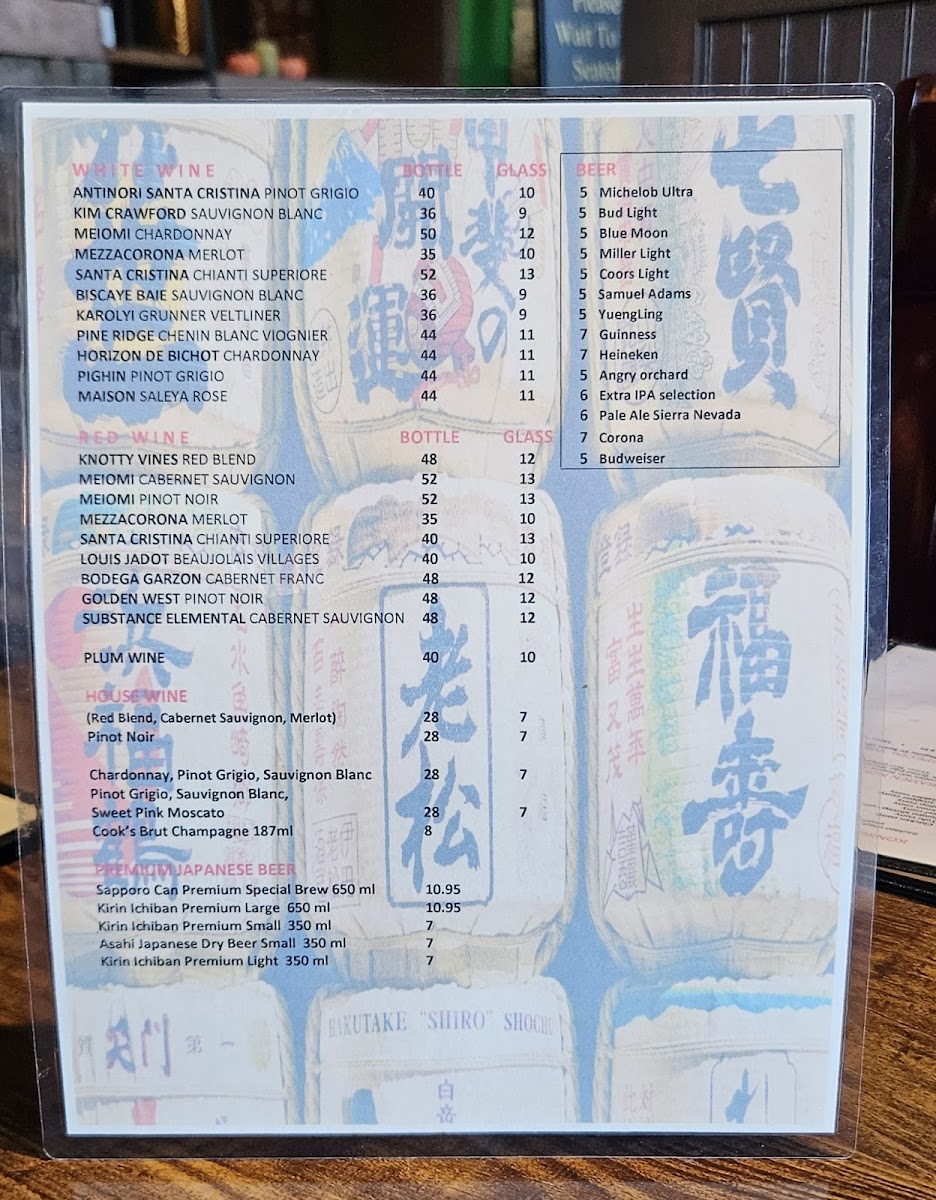 Please
Wait To
Seated
WHITE WINE BOTTLE GLASS
ANTINORI SANTA CRISTINA PINOT GRIGIO 40 10
KIM CRAWFORD SAUVIGNON BLANC 36 9
MEIOMI CHARDONNAY 50 12
MEZZACORONA MERLOT 35 10
SANTA CRISTINA CHIANTI SUPERIORE 52 13
BISCAYE BAIE SAUVIGNON BLANC 36 9
KAROLYI GRUNNER VELTLINER 36 9
PINE RIDGE CHENIN BLANC VIOGNIER 44 11
HORIZON DE BICHOT CHARDONNAY 44 11
PIGHIN PINOT GRIGIO 44 11
MAISON SALEYA ROSE 44 11
RED WINE BOTTLE GLASS
KNOTTY VINES RED BLEND 48 12
MEIOMI CABERNET SAUVIGNON 52 13
MEIOMI PINOT NOIR 52 13
MEZZACORONA MERLOT 35 10
SANTA CRISTINA CHIANTI SUPERIORE 40 13
LOUIS JADOT BEAUJOLAIS VILLAGES 40 10
BODEGA GARZON CABERNET FRANC 48 12
GOLDEN WEST PINOT NOIR 48 12
SUBSTANCE ELEMENTAL CABERNET SAUVIGNON 48 12
PLUM WINE 40 10
HOUSE WINE
(Red Blend, Cabernet Sauvignon, Merlot) 28 7
Pinot Noir 28 7
Chardonnay, Pinot Grigio, Sauvignon Blanc 28 7
Pinot Grigio, Sauvignon Blanc,
Sweet Pink Moscato 28 7
Cook's Brut Champagne 187ml 8
PREMIUM JAPANESE BEER
Sapporo Can Premium Special Brew 650 ml 10.95
Kirin Ichiban Premium Large 650 ml 10.95
Kirin Ichiban Premium Small 350 ml 7
Asahi Japanese Dry Beer Small 350 ml 7
Kirin Ichiban Premium Light 350 ml 7
BEER
5 Michelob Ultra
5 Bud Light
5 Blue Moon
5 Miller Light
5 Coors Light
5 Samuel Adams
5 YuengLing
7 Guinness
7 Heineken
5 Angry orchard
6 Extra IPA selection
6 Pale Ale Sierra Nevada
7 Corona
5 Budweiser
開運
甲斐の
七賢
老松
福寿
第一
HAKUTAKE "SHIRO" SHOCHU
白岳